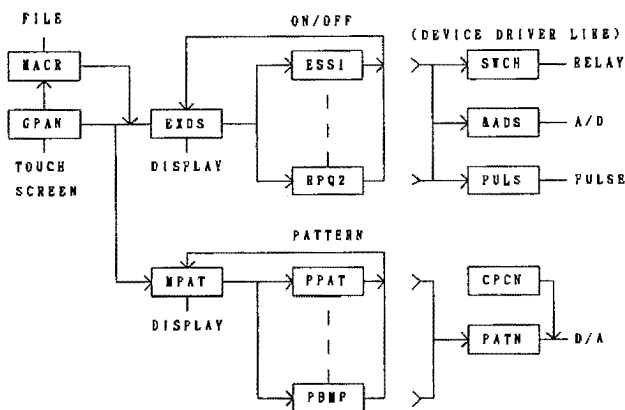 FILE
ON/OFF
(DEVICE DRIVER LIKE)
MACR
ESS1
SWCH
RELAY
GPAN
EXDS
&ADS
A/D
TOUCH
SCREEN
DISPLAY
RPQ2
PULS
PULSE
PATTERN
MPAT
PPAT
CPCN
DISPLAY
PATN
D/A
PBMP